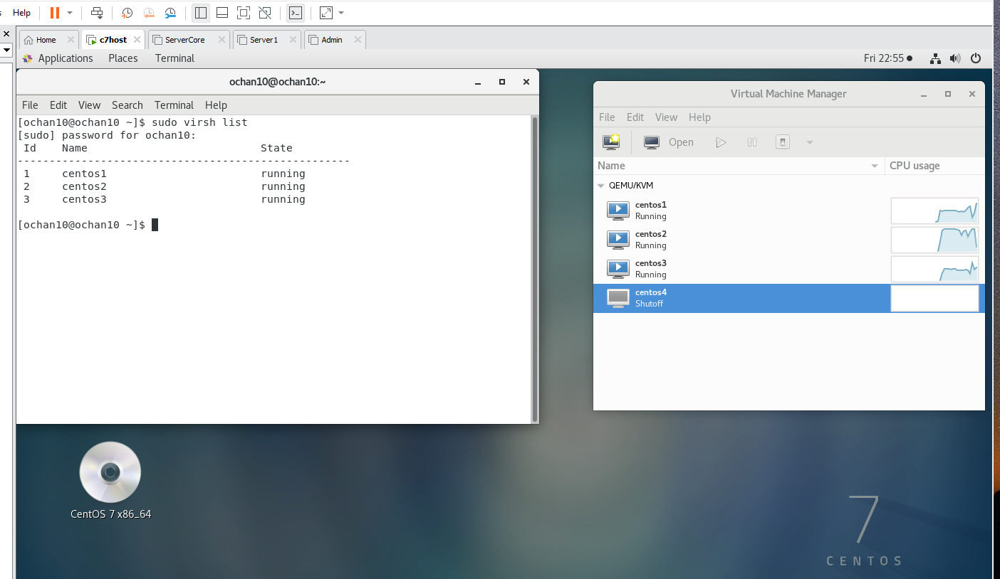 Help
Home
c7host
ServerCore
Server1
Admin
Applications Places Terminal
Fri 22:55
ochan10@ochan10:~
File Edit View Search Terminal Help
[ochan10@ochan10 ~]$ sudo virsh list
[sudo] password for ochan10:
Id Name State
----------------------------------------------------
1 centos1 running
2 centos2 running
3 centos3 running
[ochan10@ochan10 ~]$
Virtual Machine Manager
File Edit View Help
Open
Name CPU usage
QEMU/KVM
centos1
Running
centos2
Running
centos3
Running
centos4
Shutoff
CentOS 7 x86_64
7
CENTOS